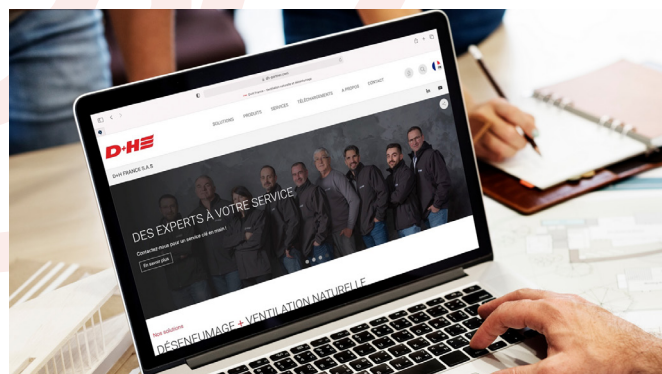 SOLUTIONS PRODUITS SERVICES TÉLÉCHARGEMENTS A PROPOS CONTACT
D+H
D+H FRANCE S.A.S
DES EXPERTS À VOTRE SERVICE
Contactez-nous pour un service clé en main !
En savoir plus
Nos solutions
DÉSENFUMAGE + VENTILATION NATURELLE